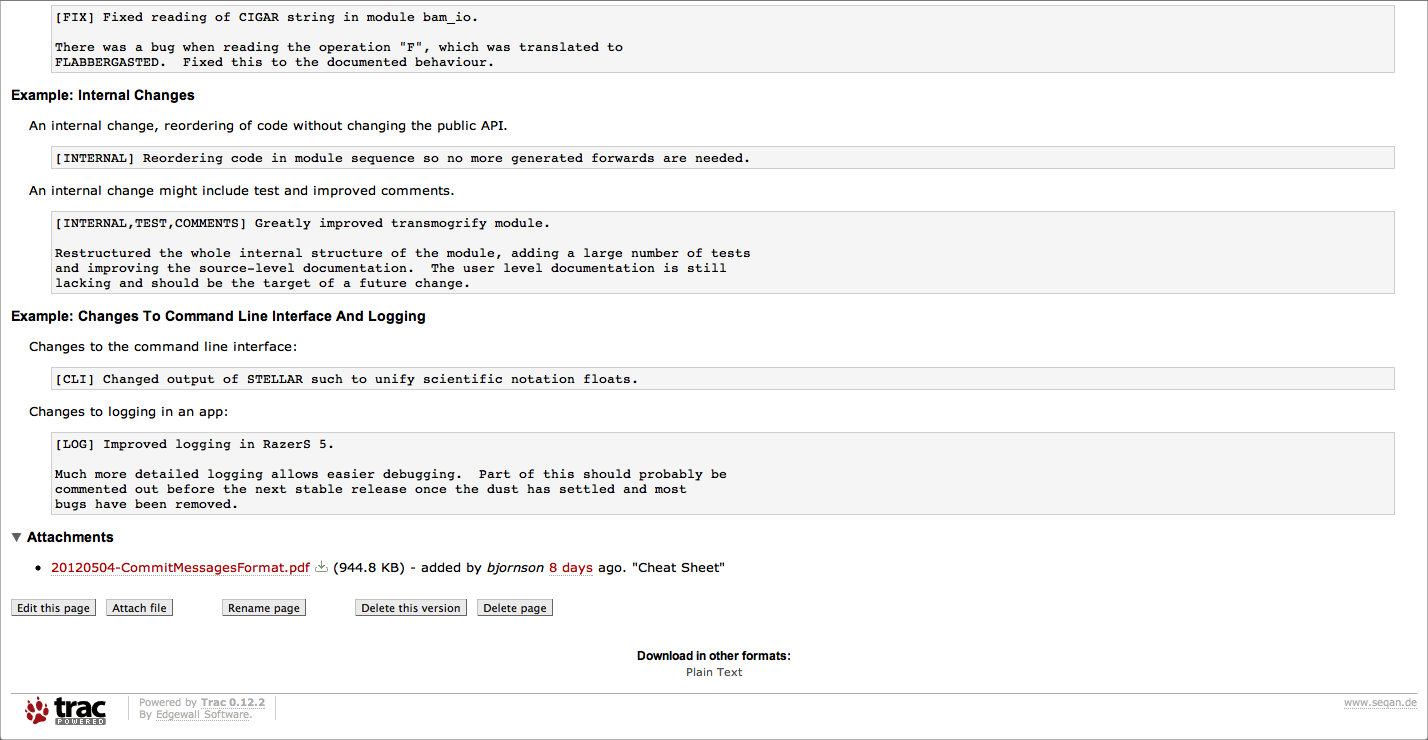 [FIX] Fixed reading of CIGAR string in module bam_io.
There was a bug when reading the operation "F", which was translated to
FLABBERGASTED.  Fixed this to the documented behaviour.
Example: Internal Changes
An internal change, reordering of code without changing the public API.
[INTERNAL] Reordering code in module sequence so no more generated forwards are needed.
An internal change might include test and improved comments.
[INTERNAL,TEST,COMMENTS] Greatly improved transmogrify module.
Restructured the whole internal structure of the module, adding a large number of tests
and improving the source-level documentation.  The user level documentation is still
lacking and should be the target of a future change.
Example: Changes To Command Line Interface And Logging
Changes to the command line interface:
[CLI] Changed output of STELLAR such to unify scientific notation floats.
Changes to logging in an app:
[LOG] Improved logging in RazerS 5.
Much more detailed logging allows easier debugging.  Part of this should probably be
commented out before the next stable release once the dust has settled and most
bugs have been removed.
Attachments
20120504-CommitMessagesFormat.pdf (944.8 KB) - added by bjornson 8 days ago. "Cheat Sheet"
Edit this page Attach file Rename page Delete this version Delete page
Download in other formats:
Plain Text
trac POWERED
Powered by Trac 0.12.2
By Edgewall Software.
www.seqan.de